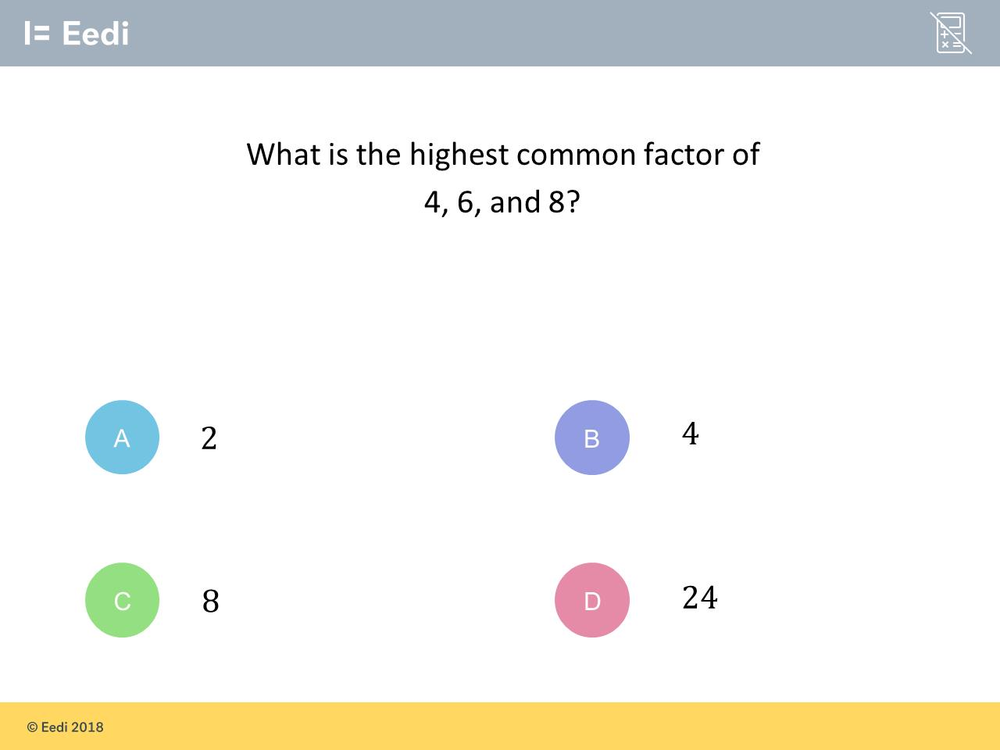 Eedi
What is the highest common factor of
4, 6, and 8?
A 2
B 4
C 8
D 24
© Eedi 2018